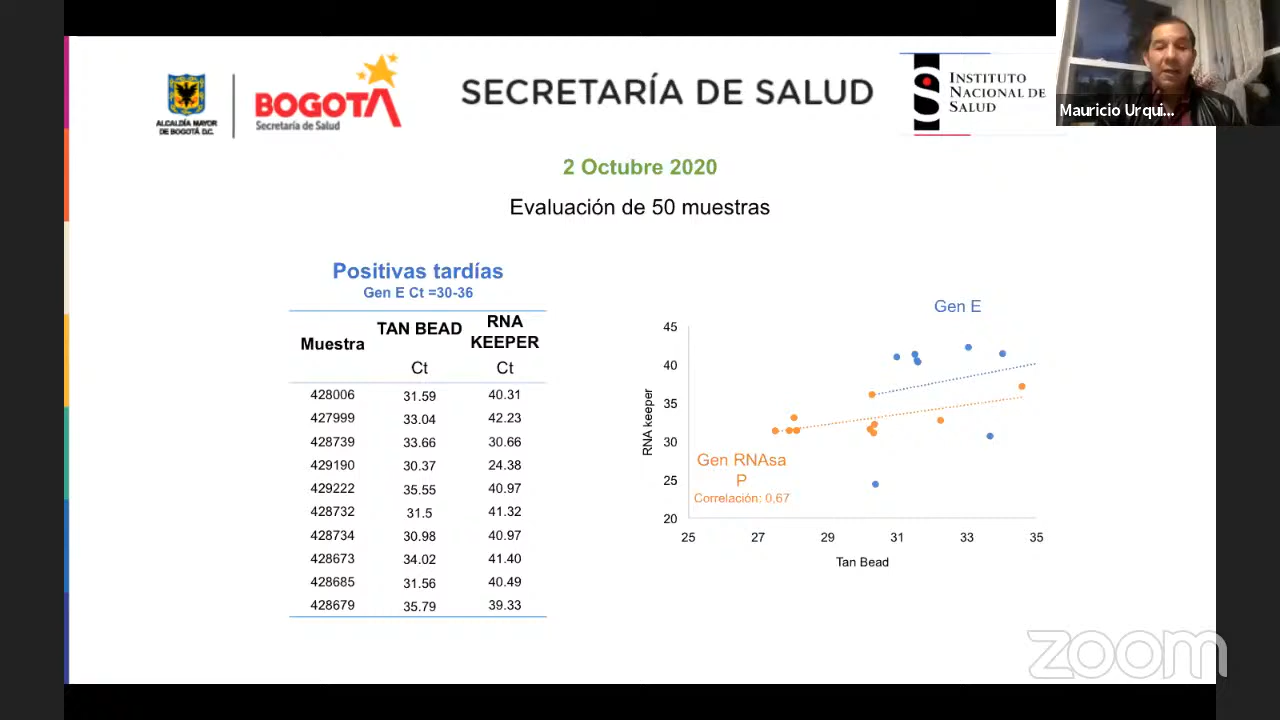 ALCALDÍA MAYOR
DE BOGOTÁ D.C.
BOGOTÁ
Secretaría de Salud
SECRETARÍA DE SALUD
INSTITUTO
NACIONAL DE
SALUD
Mauricio Urqui...
2 Octubre 2020
Evaluación de 50 muestras
Positivas tardías
Gen E Ct =30-36
Muestra TAN BEAD RNA KEEPER
Ct Ct
428006 31.59 40.31
427999 33.04 42.23
428739 33.66 30.66
429190 30.37 24.38
429222 35.55 40.97
428732 31.5 41.32
428734 30.98 40.97
428673 34.02 41.40
428685 31.56 40.49
428679 35.79 39.33
Gen E
45
40
35
30
25
20
RNA keeper
Gen RNAsa
P
Correlación: 0.67
25 27 29 31 33 35
Tan Bead
zoom